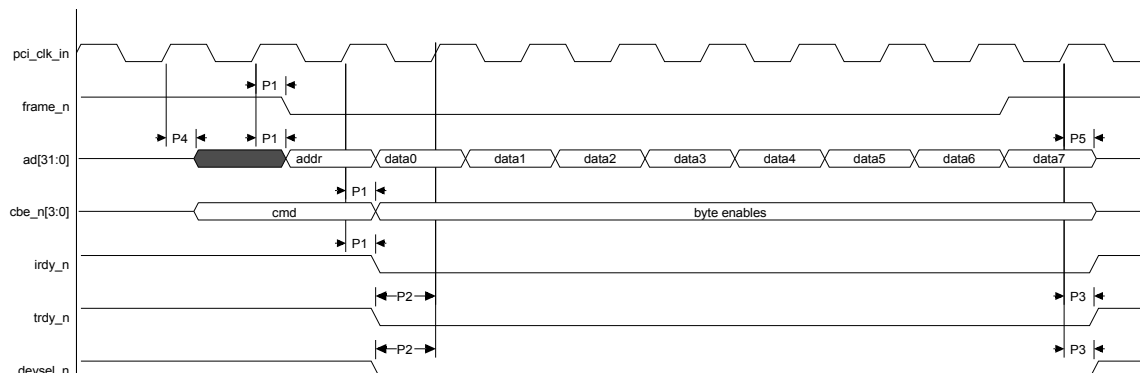 pci_clk_in
P1
frame_n
P4 P1 P5
ad[31:0] addr data0 data1 data2 data3 data4 data5 data6 data7
P1
cbe_n[3:0] cmd byte enables
P1
irdy_n
P2 P3
trdy_n
P2 P3
devsel_n